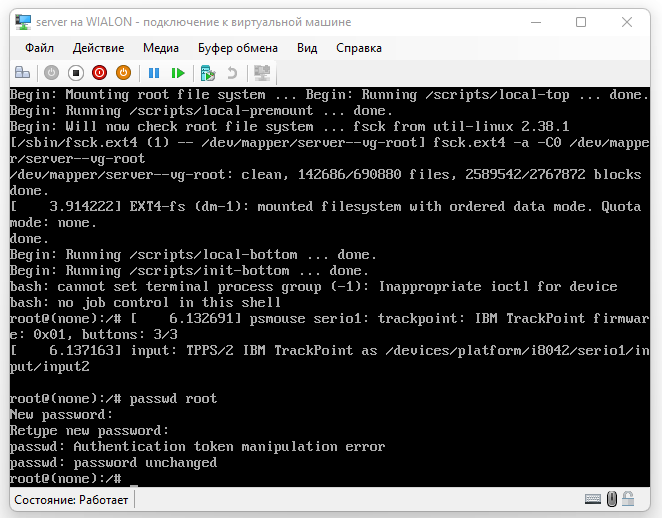 server на WIALON - подключение к виртуальной машине
Файл Действие Медиа Буфер обмена Вид Справка
Begin: Mounting root file system ... Begin: Running /scripts/local-top ... done.
Begin: Running /scripts/local-premount ... done.
Begin: Will now check root file system ... fsck from util-linux 2.38.1
[/sbin/fsck.ext4 (1) -- /dev/mapper/server--vg-root] fsck.ext4 -a -C0 /dev/mappe
r/server--vg-root
/dev/mapper/server--vg-root: clean, 142686/690880 files, 2589542/2767872 blocks
done.
[    3.914222] EXT4-fs (dm-1): mounted filesystem with ordered data mode. Quota
mode: none.
done.
Begin: Running /scripts/local-bottom ... done.
Begin: Running /scripts/init-bottom ... done.
bash: cannot set terminal process group (-1): Inappropriate ioctl for device
bash: no job control in this shell
root@(none):/# [    6.132691] psmouse serio1: trackpoint: IBM TrackPoint firmwar
e: 0x01, buttons: 3/3
[    6.137163] input: TPPS/2 IBM TrackPoint as /devices/platform/i8042/serio1/in
put/input2
root@(none):/# passwd root
New password:
Retype new password:
passwd: Authentication token manipulation error
passwd: password unchanged
root@(none):/# _
Состояние: Работает